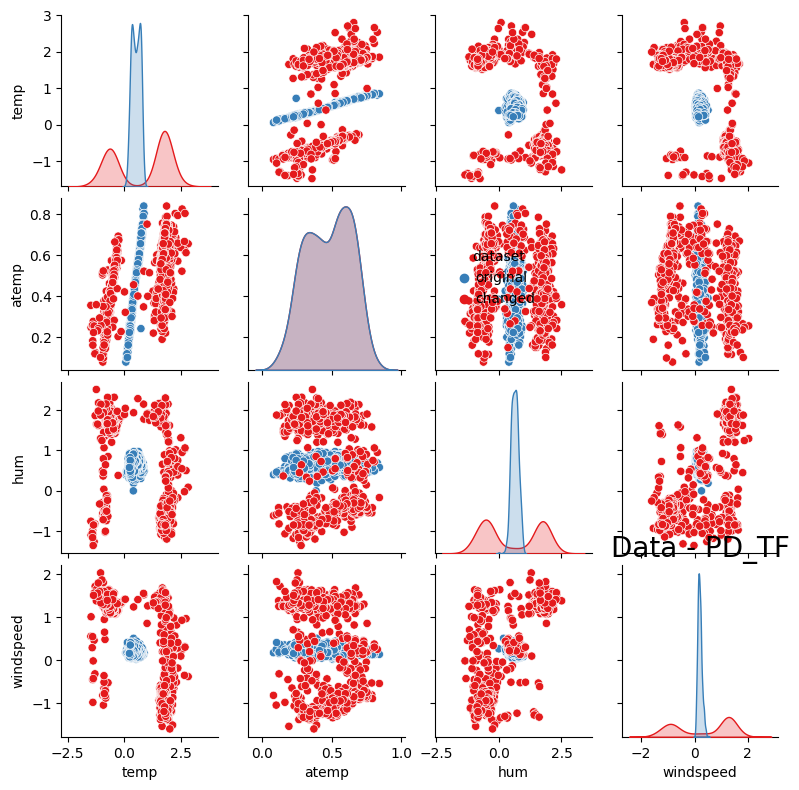 3
2
1
0
−1
temp
0.8
0.6
0.4
0.2
atemp
dataset
original
changed
2
1
0
−1
hum
Data - PD_TF
2
1
0
−1
windspeed
−2.5 0.0 2.5
temp
0.0 0.5 1.0
atemp
−2.5 0.0 2.5
hum
−2 0 2
windspeed